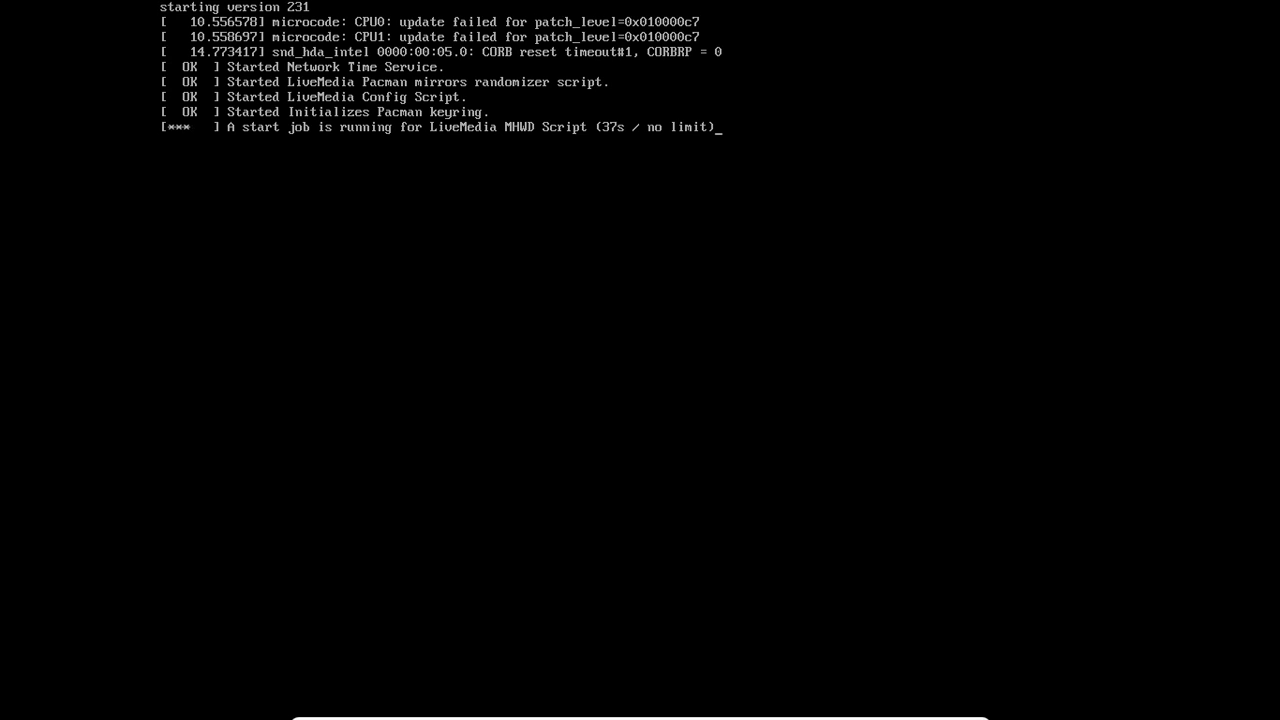 starting version 231
[   10.556578] microcode: CPU0: update failed for patch_level=0x010000c7
[   10.558697] microcode: CPU1: update failed for patch_level=0x010000c7
[   14.773417] snd_hda_intel 0000:00:05.0: CORB reset timeout#1, CORBRP = 0
[  OK  ] Started Network Time Service.
[  OK  ] Started LiveMedia Pacman mirrors randomizer script.
[  OK  ] Started LiveMedia Config Script.
[  OK  ] Started Initializes Pacman keyring.
[***   ] A start job is running for LiveMedia MHWD Script (37s / no limit)_